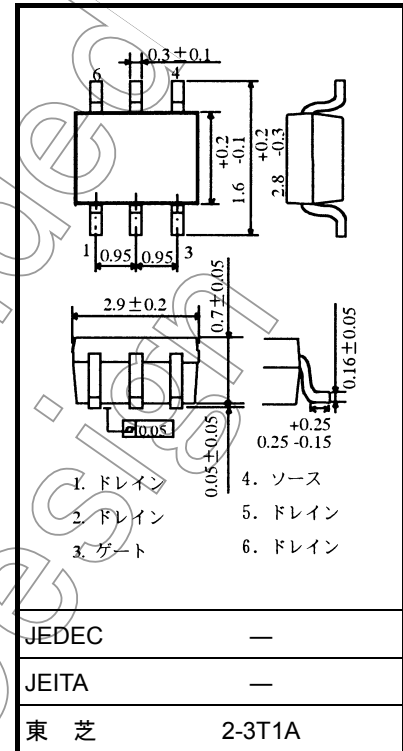 0.3±0.1
6 4
+0.2
1.6 -0.1
+0.2
2.8 -0.3
1 0.95 0.95 3
2.9±0.2
0.7±0.05
0.16±0.05
+0.25
0.25 -0.15
0.05
0.05±0.05
1. ドレイン
2. ドレイン
3. ゲート
4. ソース
5. ドレイン
6. ドレイン
JEDEC —
JEITA —
東 芝 2-3T1A